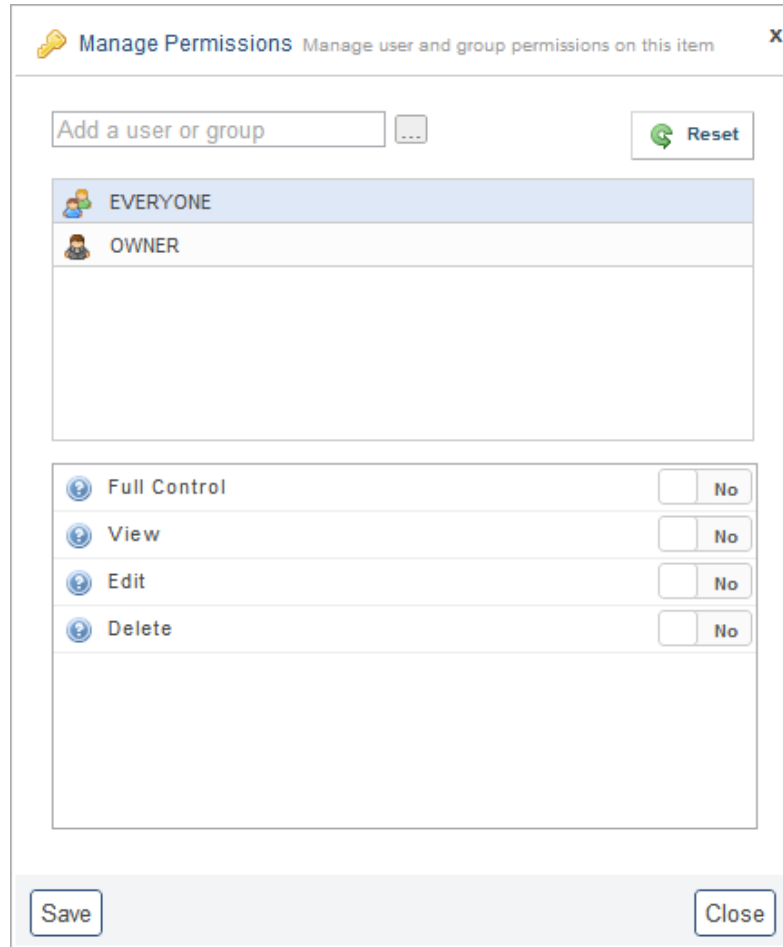 Manage Permissions Manage user and group permissions on this item x
Add a user or group ... Reset
EVERYONE
OWNER
Full Control No
View No
Edit No
Delete No
Save Close